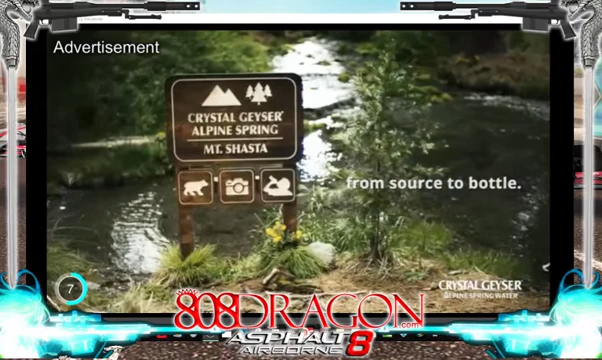 Advertisement
CRYSTAL GEYSER®
ALPINE SPRING
MT. SHASTA
from source to bottle.
7
CRYSTAL GEYSER
ALPINE SPRING WATER
808DRAGON.com
ASPHALT 8
AIRBORNE